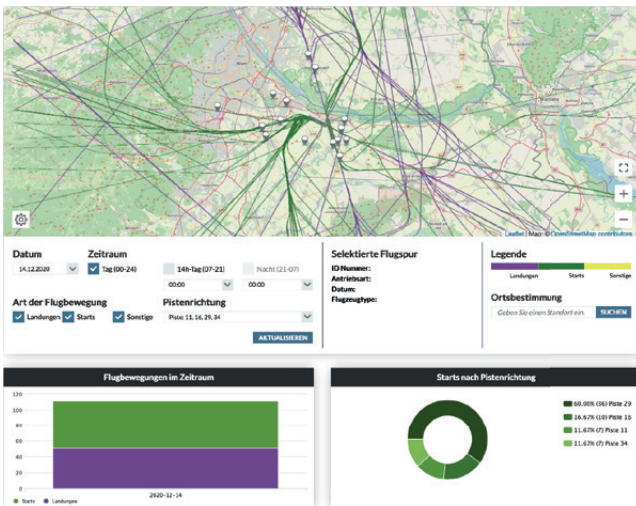 Leaflet | Map: ©OpenStreetMap contributors
Datum
Zeitraum
14.12.2020
Tag (00-24)
14h-Tag (07-21)
Nacht (21-07)
00:00
00:00
Art der Flugbewegung
Pistenrichtung
Landungen
Starts
Sonstige
Piste 11, 16, 29, 34
AKTUALISIEREN
Selektierte Flugspur
ID Nummer:
Antriebsart:
Datum:
Flugzeugtype:
Legende
Landungen
Starts
Sonstige
Ortsbestimmung
Geben Sie einen Standort ein.
SUCHEN
Flugbewegungen im Zeitraum
120
100
80
60
40
20
0
2020-12-14
Starts
Landungen
Starts nach Pistenrichtung
60.00% (36) Piste 29
16.67% (10) Piste 16
11.67% (7) Piste 11
11.67% (7) Piste 34